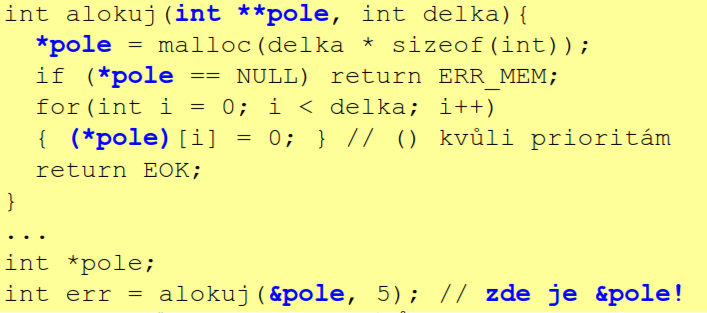 int alokuj(int **pole, int delka){
*pole = malloc(delka * sizeof(int));
if (*pole == NULL) return ERR_MEM;
for(int i = 0; i < delka; i++)
{ (*pole)[i] = 0; } // () kvůli prioritám
return EOK;
}
...
int *pole;
int err = alokuj(&pole, 5); // zde je &pole!